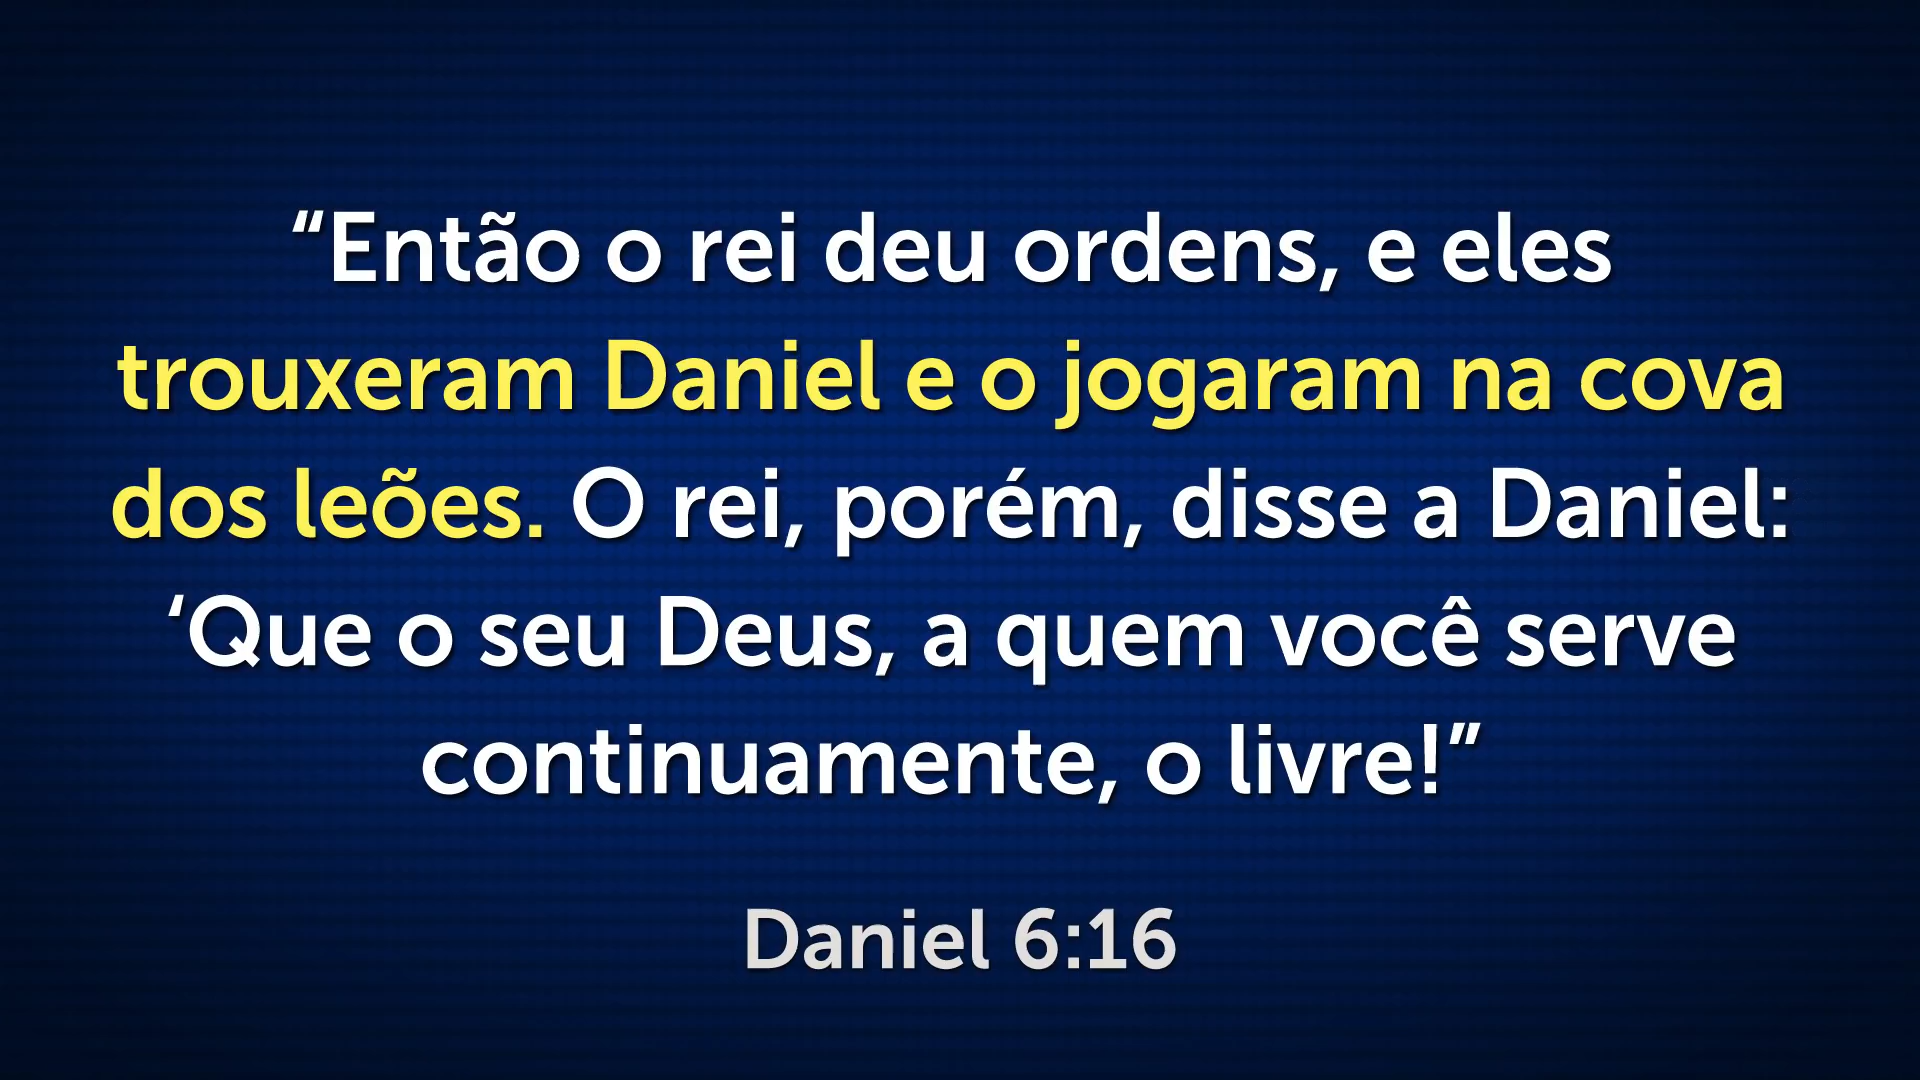 “Então o rei deu ordens, e eles
trouxeram Daniel e o jogaram na cova
dos leões. O rei, porém, disse a Daniel:
‘Que o seu Deus, a quem você serve
continuamente, o livre!”
Daniel 6:16